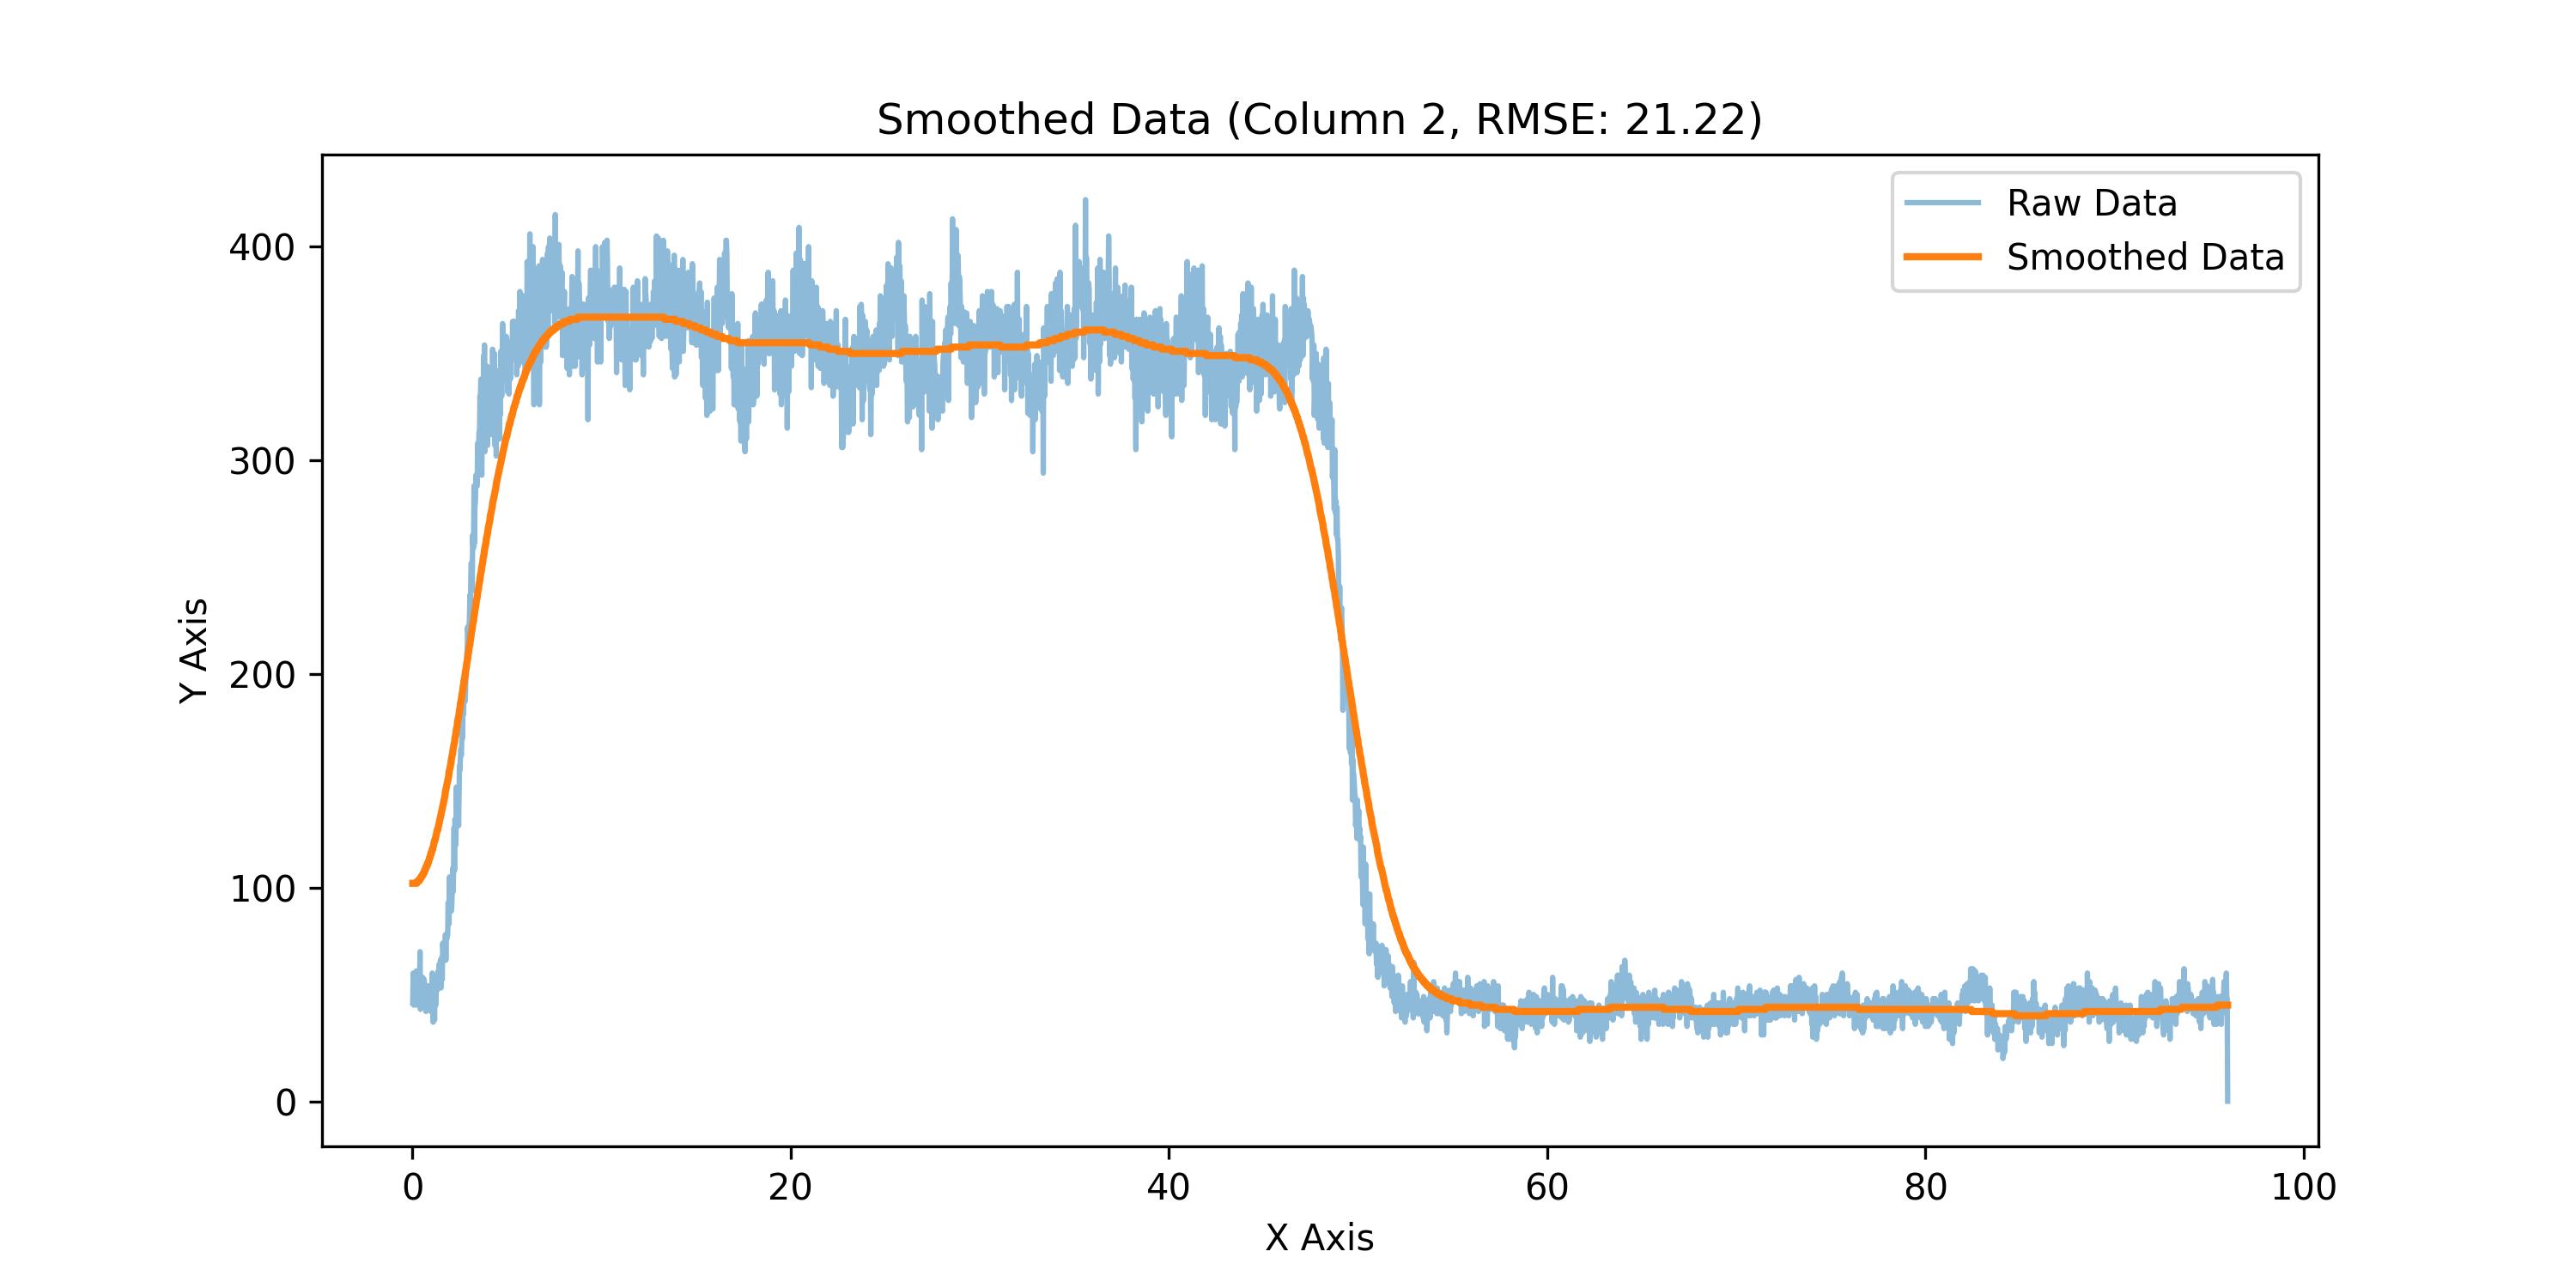 Smoothed Data (Column 2, RMSE: 21.22)
Raw Data
Smoothed Data
400
300
200
100
0
Y Axis
0 20 40 60 80 100
X Axis